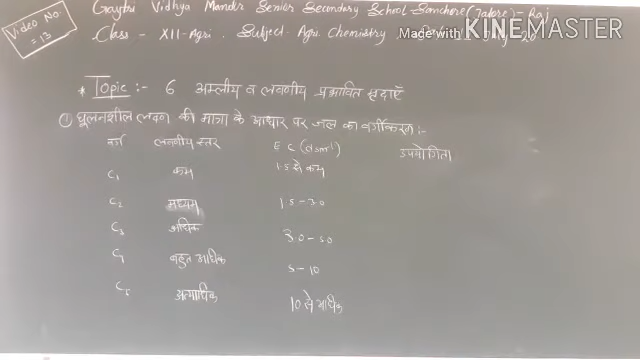 Video No. = 13
Gaytri Vidhya Mandir Senior Secondary School Sanchore (Jalore) - Raj
Class - XII-Agri. Subject - Agri. Chemistry
Made with KINEMASTER
* Topic :- 6 अम्लीय व लवणीय प्रभावित मृदाएँ
① घूलनशील लवण की मात्रा के आधार पर जल का वर्गीकरण :-
वर्ग लवणीय स्तर E C (dsm⁻¹) उपयोगिता
C₁ कम 1.5 से कम
C₂ मध्यम 1.5 - 3.0
C₃ अधिक 3.0 - 5.0
C₄ बहुत अधिक 5 - 10
C₅ अत्याधिक 10 से अधिक